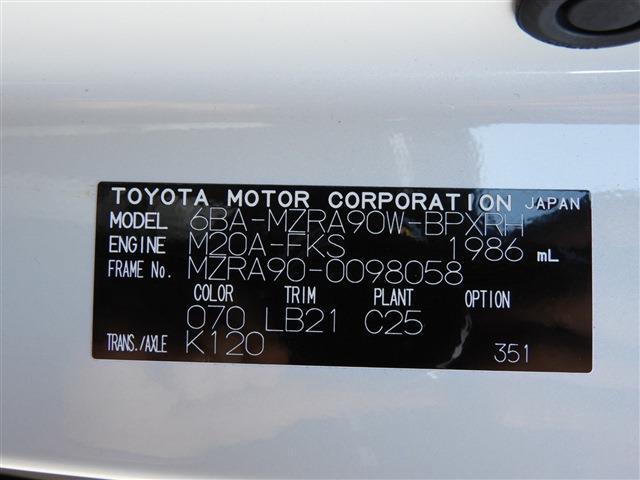 TOYOTA MOTOR CORPORATION JAPAN
MODEL 6BA-MZRA90W-BPXRH
ENGINE M20A-FKS 1986 mL
FRAME No. MZRA90-0098058
COLOR TRIM PLANT OPTION
070 LB21 C25
TRANS./AXLE K120 351